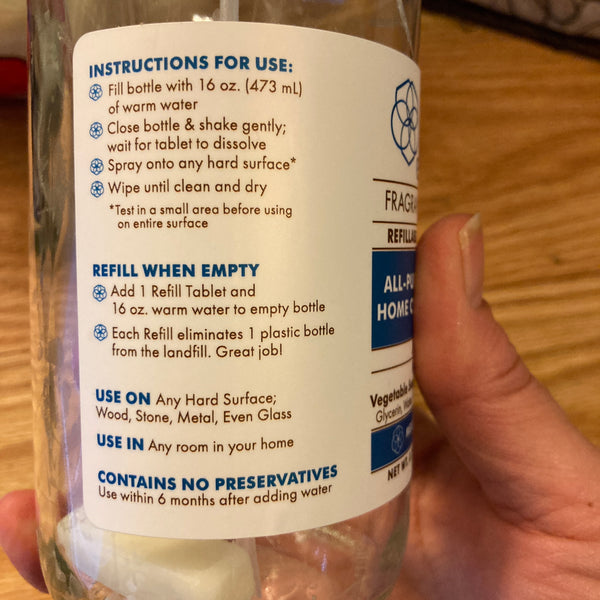 INSTRUCTIONS FOR USE:
Fill bottle with 16 oz. (473 mL)
of warm water
Close bottle & shake gently;
wait for tablet to dissolve
Spray onto any hard surface*
Wipe until clean and dry
*Test in a small area before using
on entire surface
REFILL WHEN EMPTY
Add 1 Refill Tablet and
16 oz. warm water to empty bottle
Each Refill eliminates 1 plastic bottle
from the landfill. Great job!
USE ON Any Hard Surface;
Wood, Stone, Metal, Even Glass
USE IN Any room in your home
CONTAINS NO PRESERVATIVES
Use within 6 months after adding water
ALL-PU
HOME C
Vegetable
Glycerin,
NET W